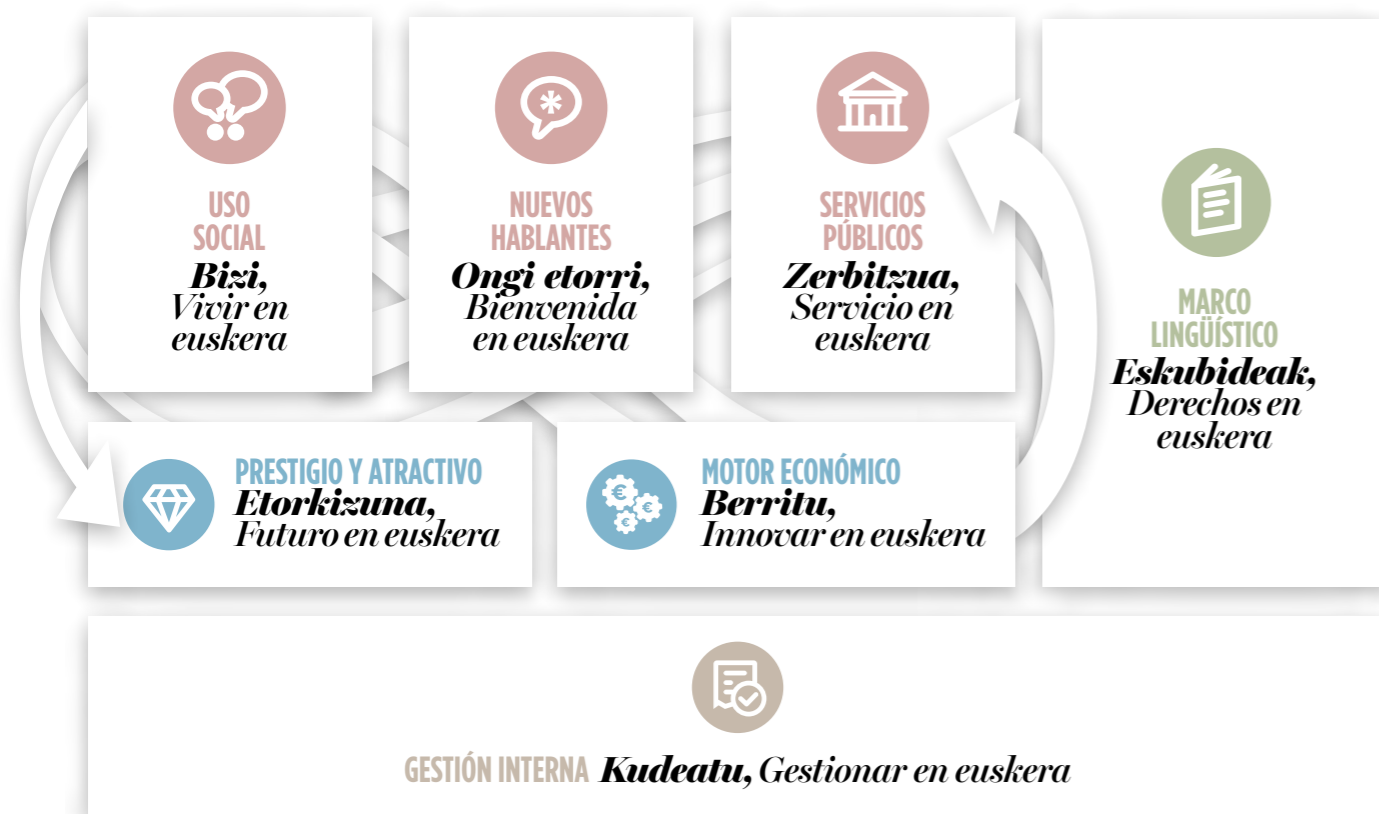 USO
SOCIAL
Bizi,
Vivir en
euskera
NUEVOS
HABLANTES
Ongi etorri,
Bienvenida
en euskera
SERVICIOS
PÚBLICOS
Zerbitzua,
Servicio en
euskera
MARCO
LINGÜÍSTICO
Eskubideak,
Derechos en
euskera
PRESTIGIO Y ATRACTIVO
Etorkizuna,
Futuro en euskera
MOTOR ECONÓMICO
Berritu,
Innovar en euskera
GESTIÓN INTERNA Kudeatu, Gestionar en euskera